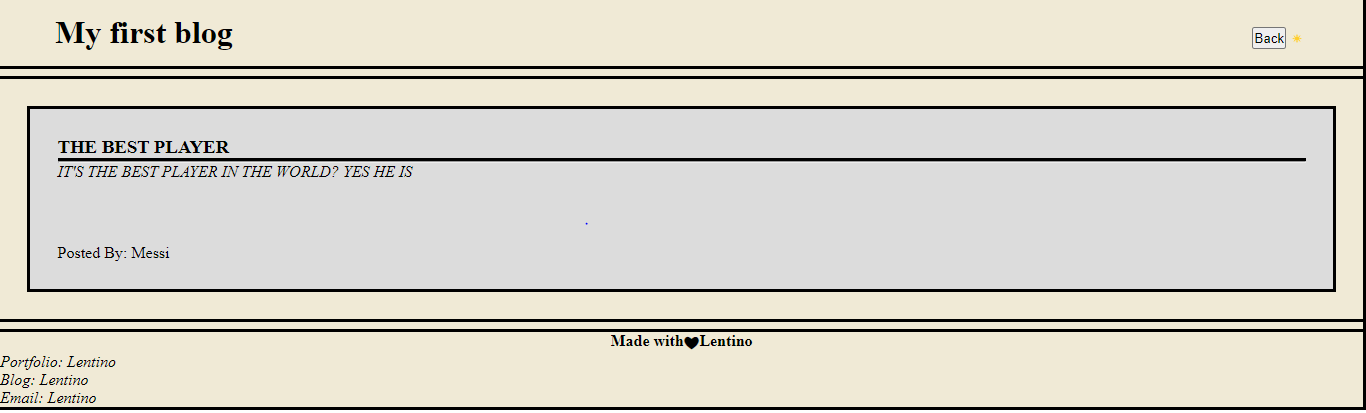 My first blog
Back
THE BEST PLAYER
IT'S THE BEST PLAYER IN THE WORLD? YES HE IS
Posted By: Messi
Made with🖤Lentino
Portfolio: Lentino
Blog: Lentino
Email: Lentino